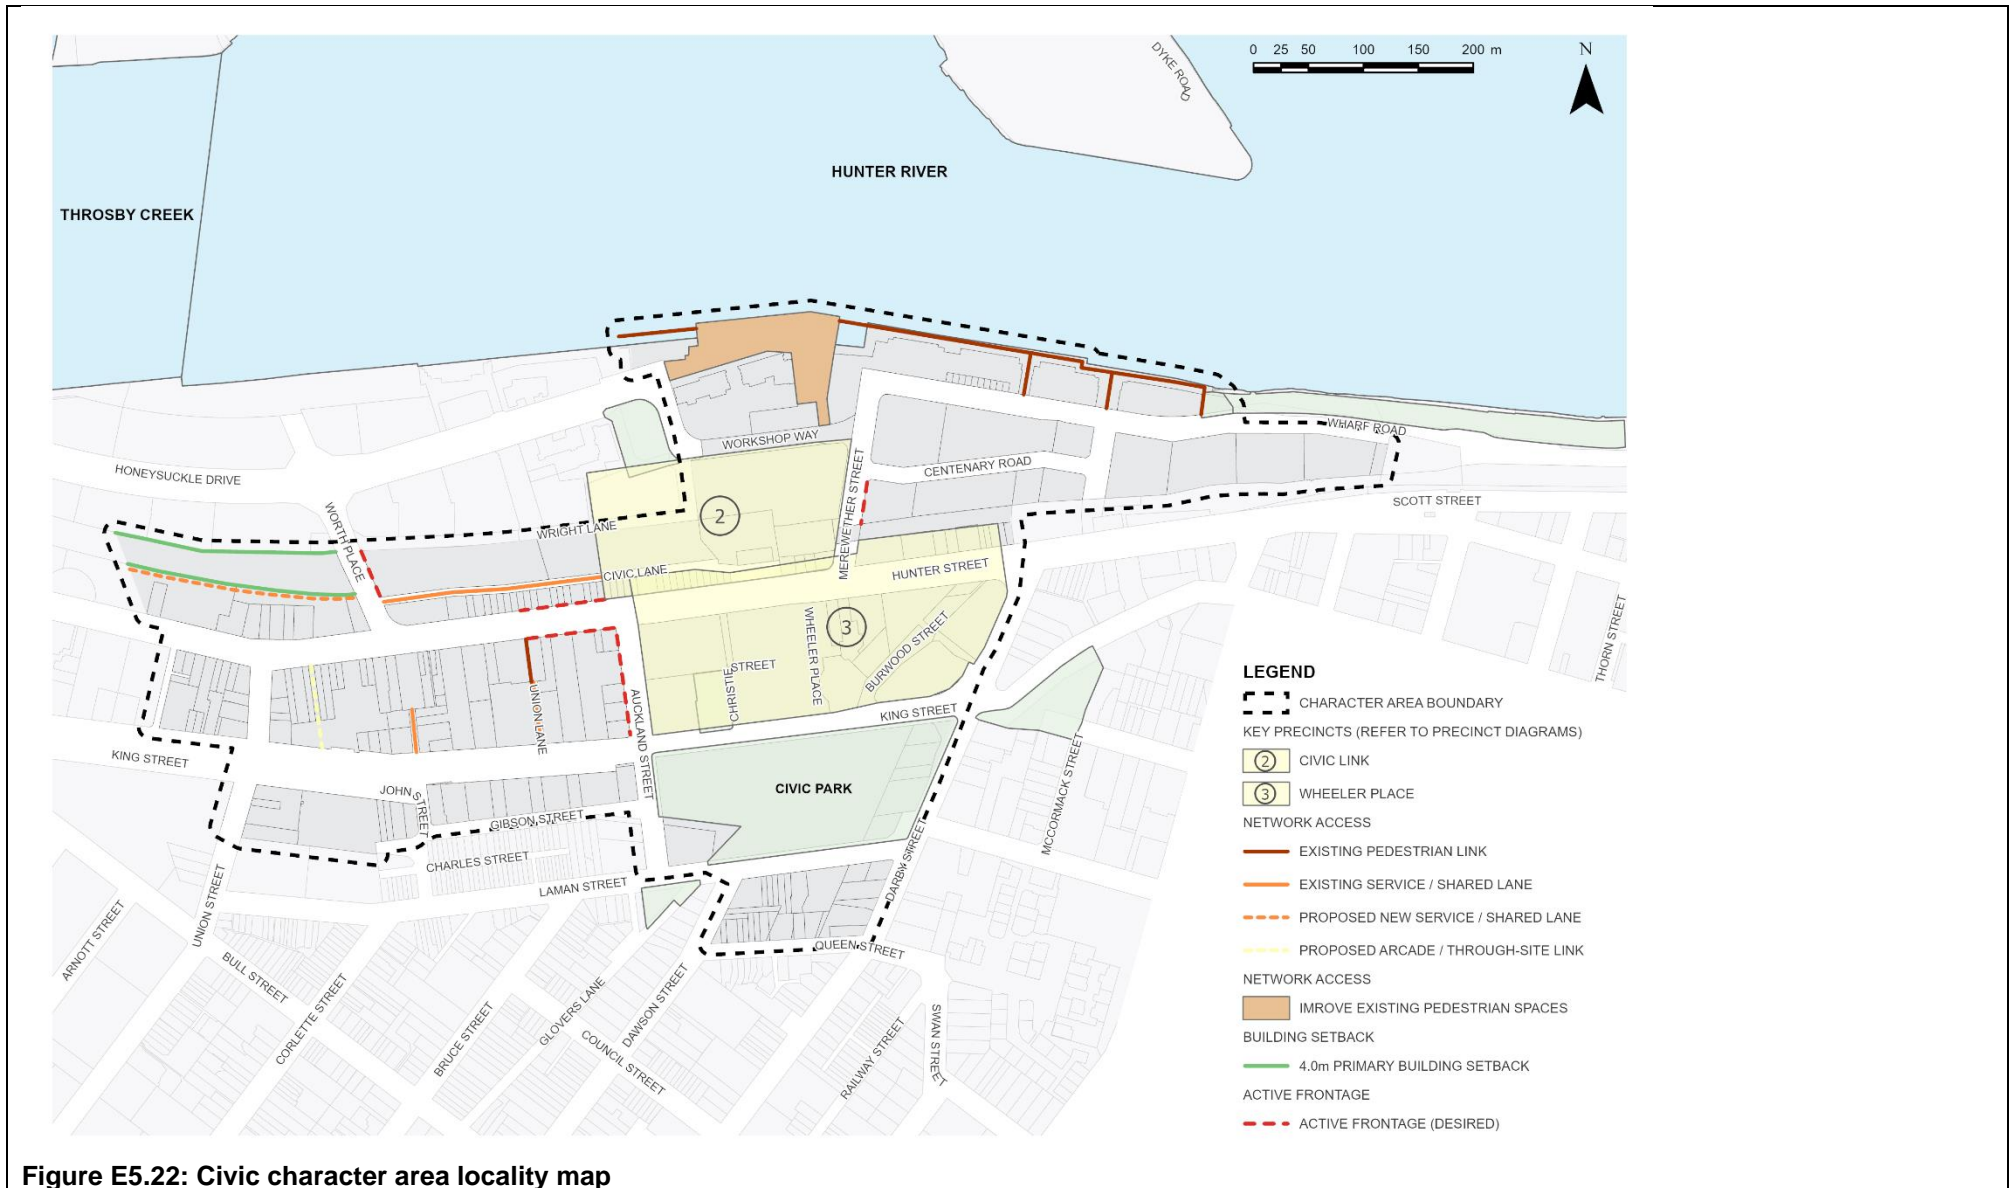 0 25 50 100 150 200 m
N
DYKE ROAD
HUNTER RIVER
THROSBY CREEK
WHARF ROAD
WORKSHOP WAY
MEREWETHER STREET
CENTENARY ROAD
HONEYSUCKLE DRIVE
SCOTT STREET
WORTH PLACE
WRIGHT LANE
2
CIVIC LANE
HUNTER STREET
3
WHEELER PLACE
BURWOOD STREET
THORN STREET
CHRISTIE
STREET
UNION LANE
AUCKLAND STREET
KING STREET
KING STREET
CIVIC PARK
MCCORMACK STREET
JOHN STREET
GIBSON STREET
CHARLES STREET
LAMAN STREET
DARBY STREET
UNION STREET
ARNOTT STREET
QUEEN STREET
BULL STREET
CORLETTE STREET
BRUCE STREET
GLOVERS LANE
DAWSON STREET
COUNCIL STREET
RAILWAY STREET
SWAN STREET
LEGEND
CHARACTER AREA BOUNDARY
KEY PRECINCTS (REFER TO PRECINCT DIAGRAMS)
2 CIVIC LINK
3 WHEELER PLACE
NETWORK ACCESS
EXISTING PEDESTRIAN LINK
EXISTING SERVICE / SHARED LANE
PROPOSED NEW SERVICE / SHARED LANE
PROPOSED ARCADE / THROUGH-SITE LINK
NETWORK ACCESS
IMROVE EXISTING PEDESTRIAN SPACES
BUILDING SETBACK
4.0m PRIMARY BUILDING SETBACK
ACTIVE FRONTAGE
ACTIVE FRONTAGE (DESIRED)
Figure E5.22: Civic character area locality map